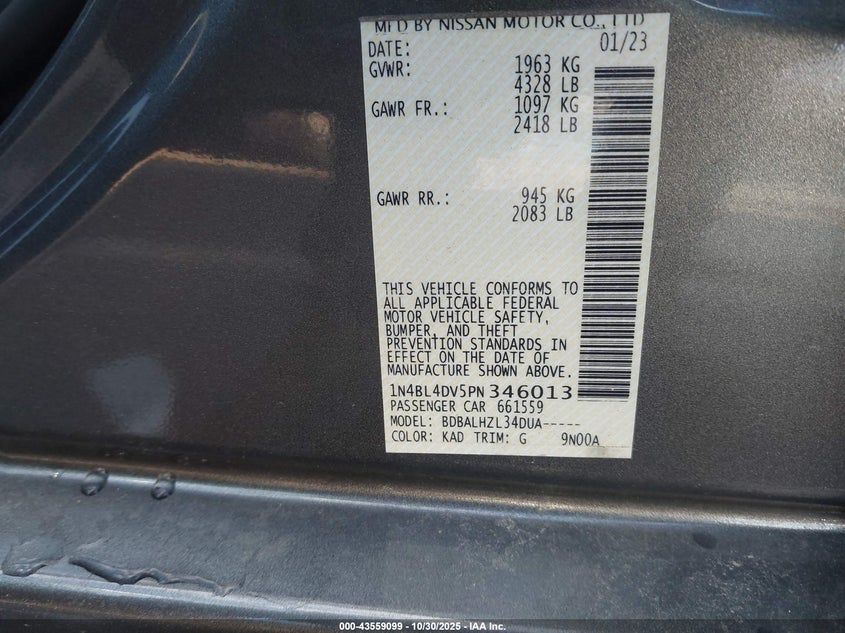 MFD BY NISSAN MOTOR CO., LTD
DATE: 01/23
GVWR: 1963 KG
4328 LB
GAWR FR.: 1097 KG
2418 LB
GAWR RR.: 945 KG
2083 LB
THIS VEHICLE CONFORMS TO
ALL APPLICABLE FEDERAL
MOTOR VEHICLE SAFETY,
BUMPER, AND THEFT
PREVENTION STANDARDS IN
EFFECT ON THE DATE OF
MANUFACTURE SHOWN ABOVE.
1N4BL4DV5PN346013
PASSENGER CAR 661559
MODEL: BDBALHZL34DUA-----
COLOR: KAD TRIM: G 9N00A
000-43559099 - 10/30/2025 - IAA Inc.